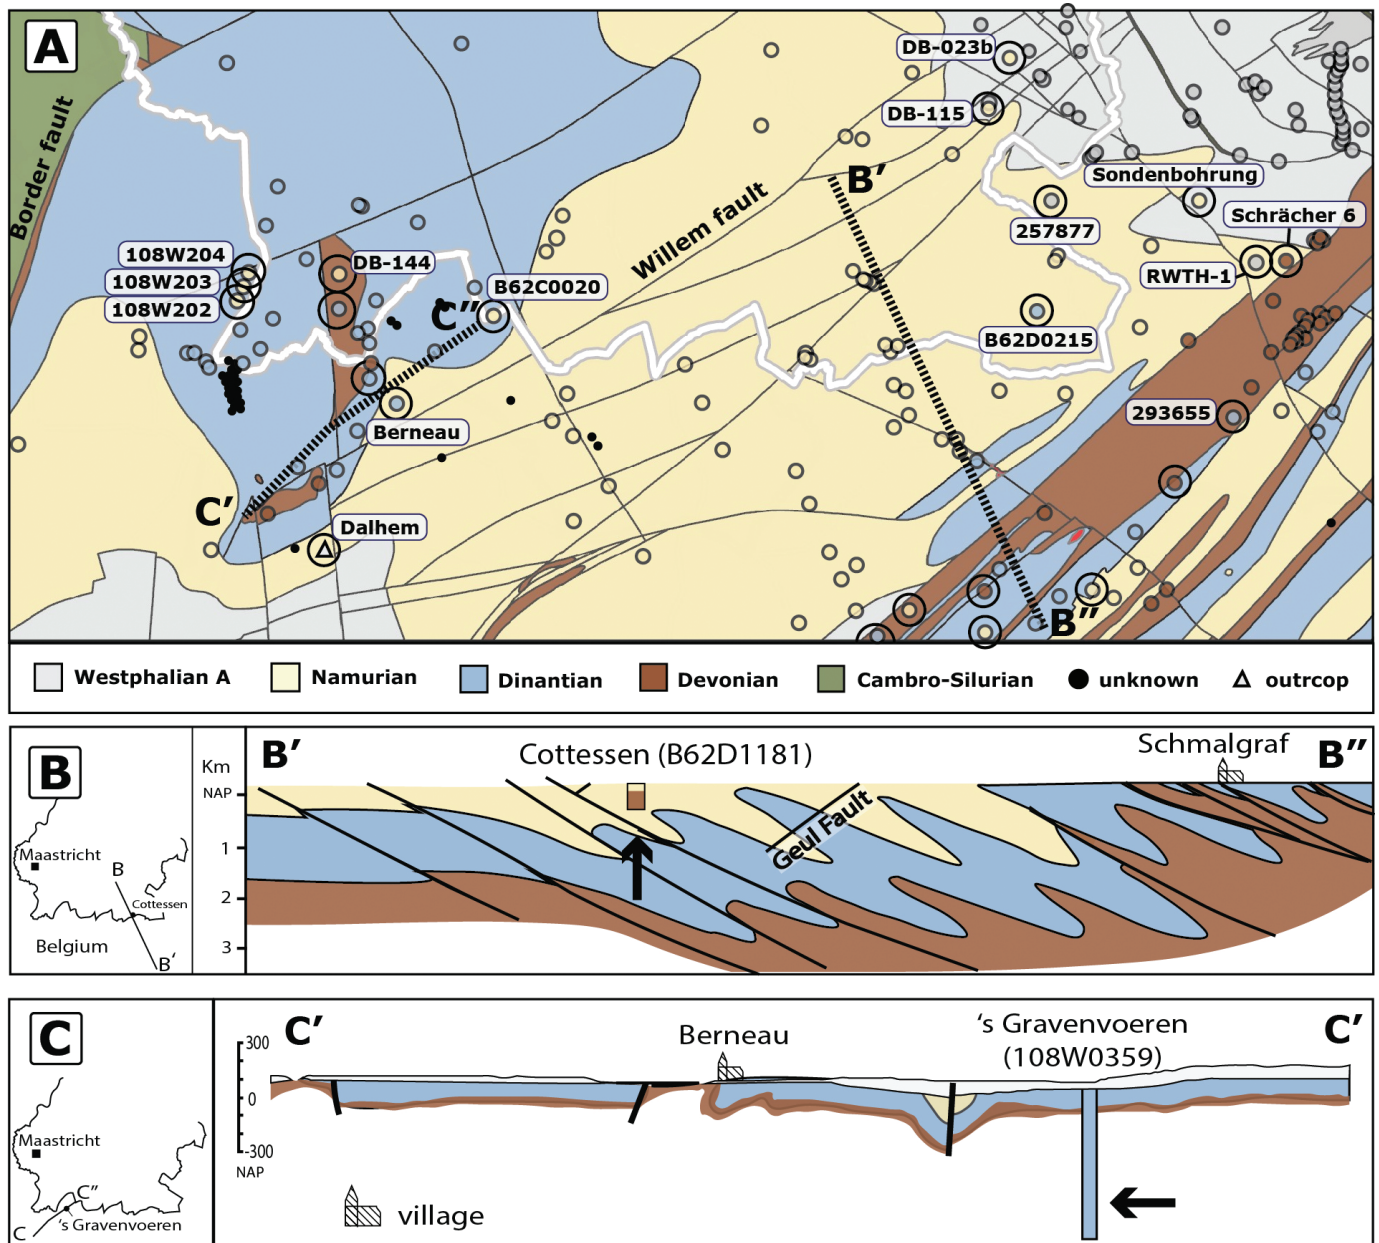 A
Border fault
DB-023b
DB-115
B′
Sondenbohrung
Willem fault
257877
Schrächer 6
108W204
DB-144
108W203
RWTH-1
B62C0020
108W202
C″
B62D0215
293655
Berneau
C′
Dalhem
B″
Westphalian A
Namurian
Dinantian
Devonian
Cambro-Silurian
unknown
outrcop
B
Km
NAP
1
2
3
B′
Cottessen (B62D1181)
Schmalgraf
B″
Geul Fault
Maastricht
B
Cottessen
Belgium
B′
C
300
0
-300
NAP
C′
Berneau
‘s Gravenvoeren
(108W0359)
C′
Maastricht
C″
‘s Gravenvoeren
C
village